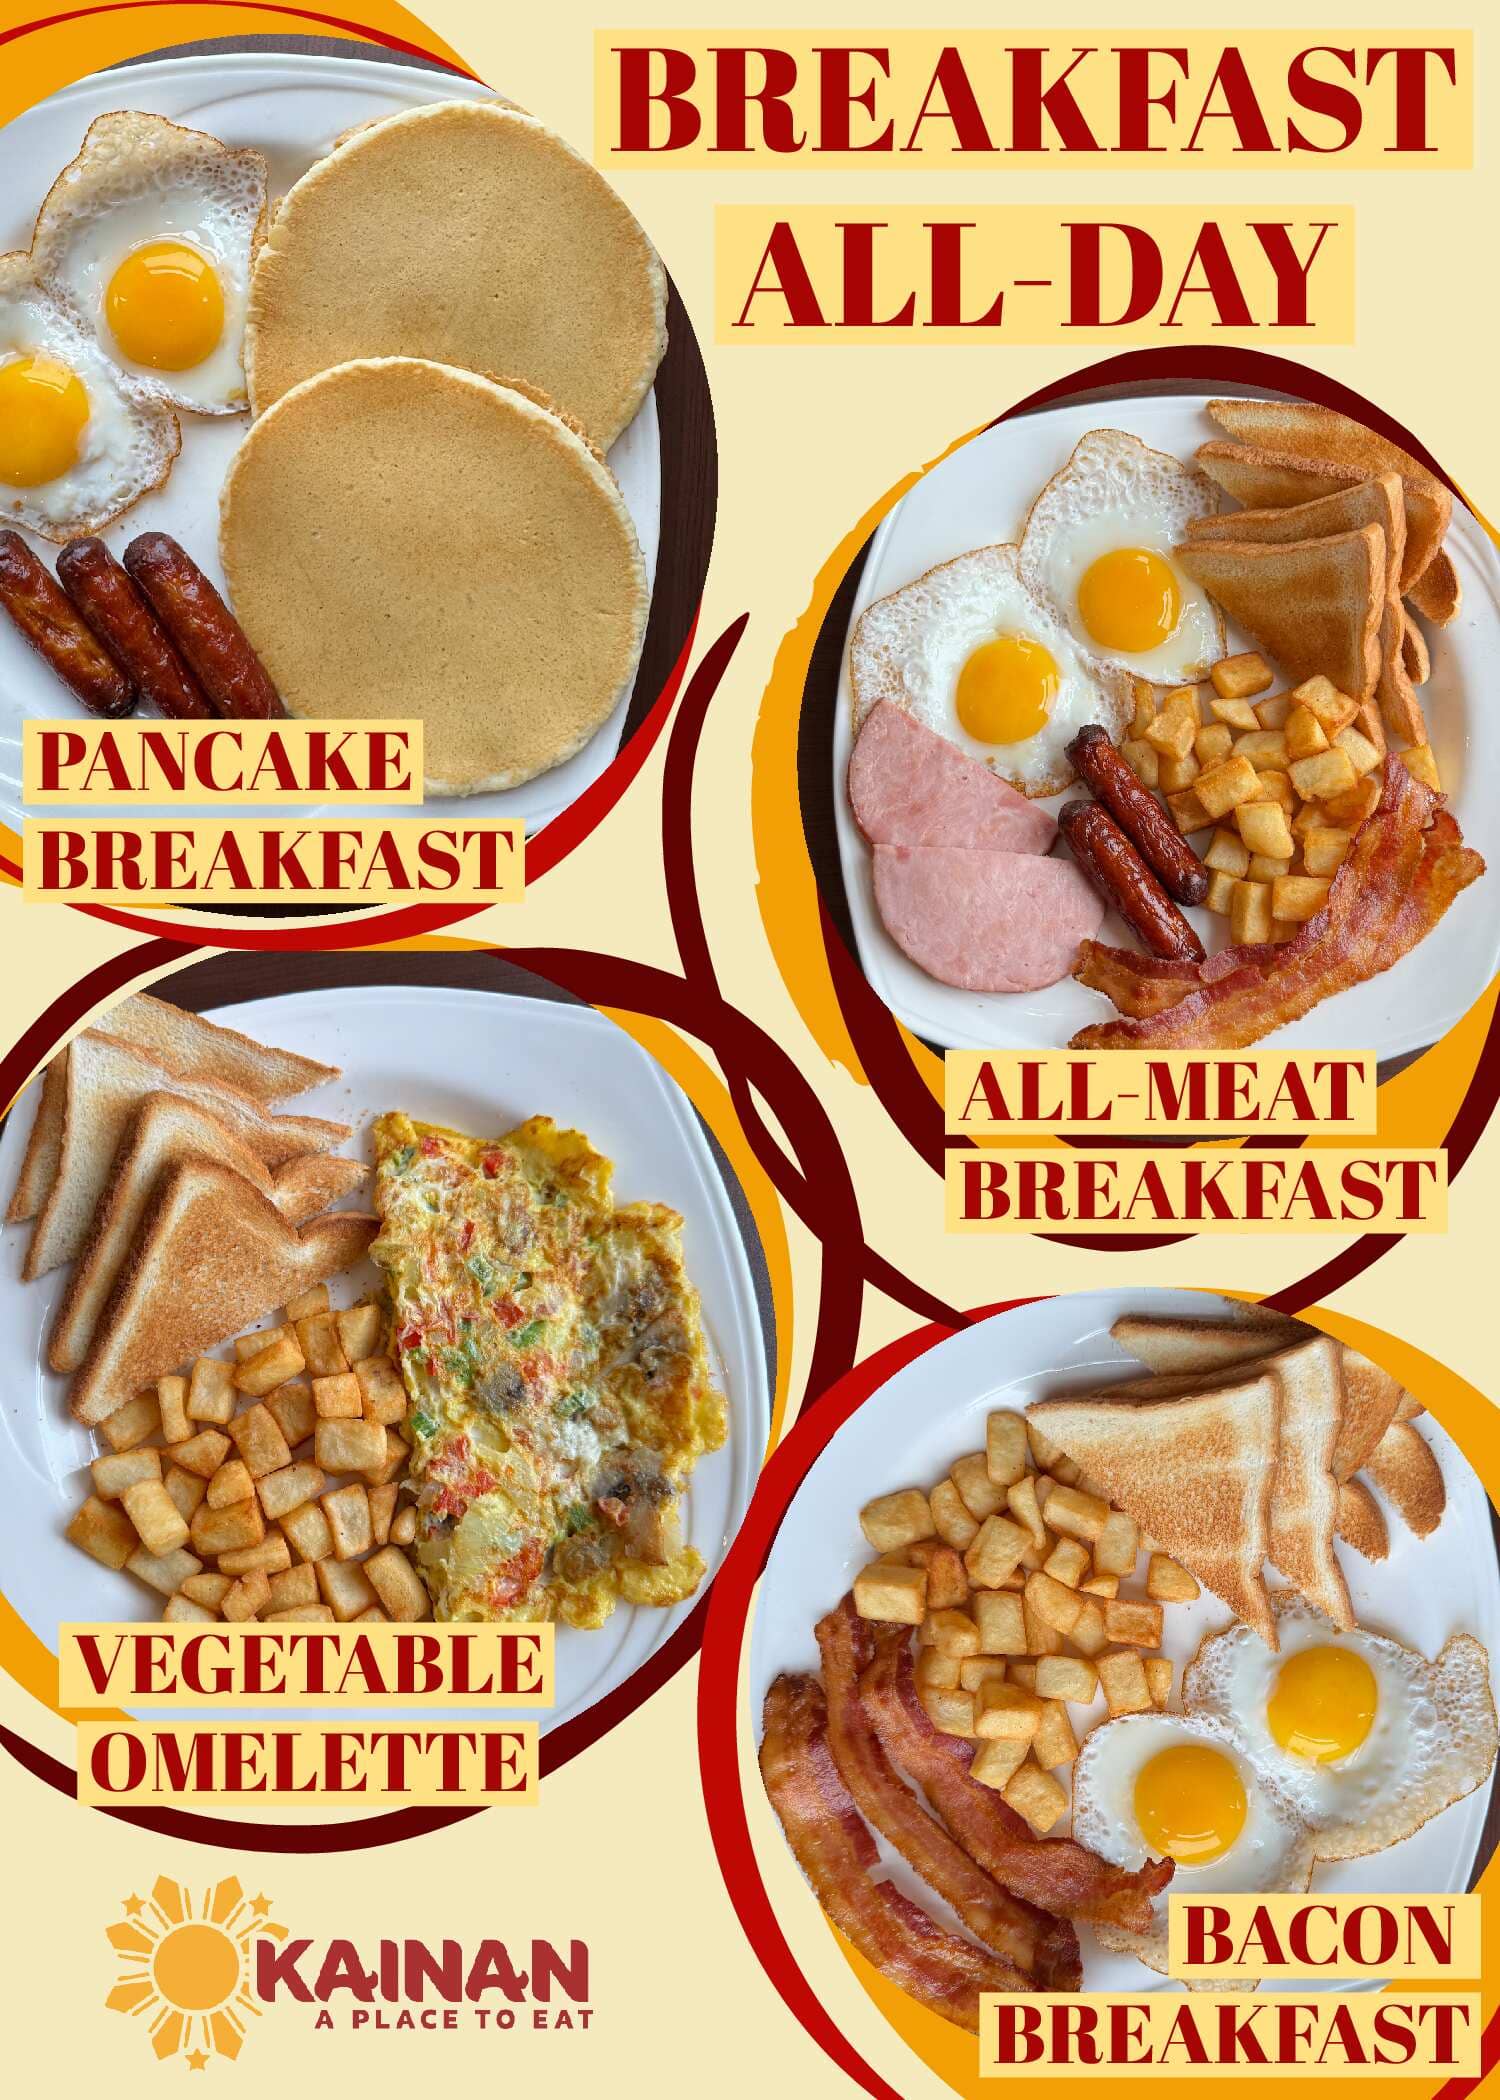 BREAKFAST
ALL-DAY
PANCAKE
BREAKFAST
ALL-MEAT
BREAKFAST
VEGETABLE
OMELETTE
BACON
BREAKFAST
KAINAN
A PLACE TO EAT